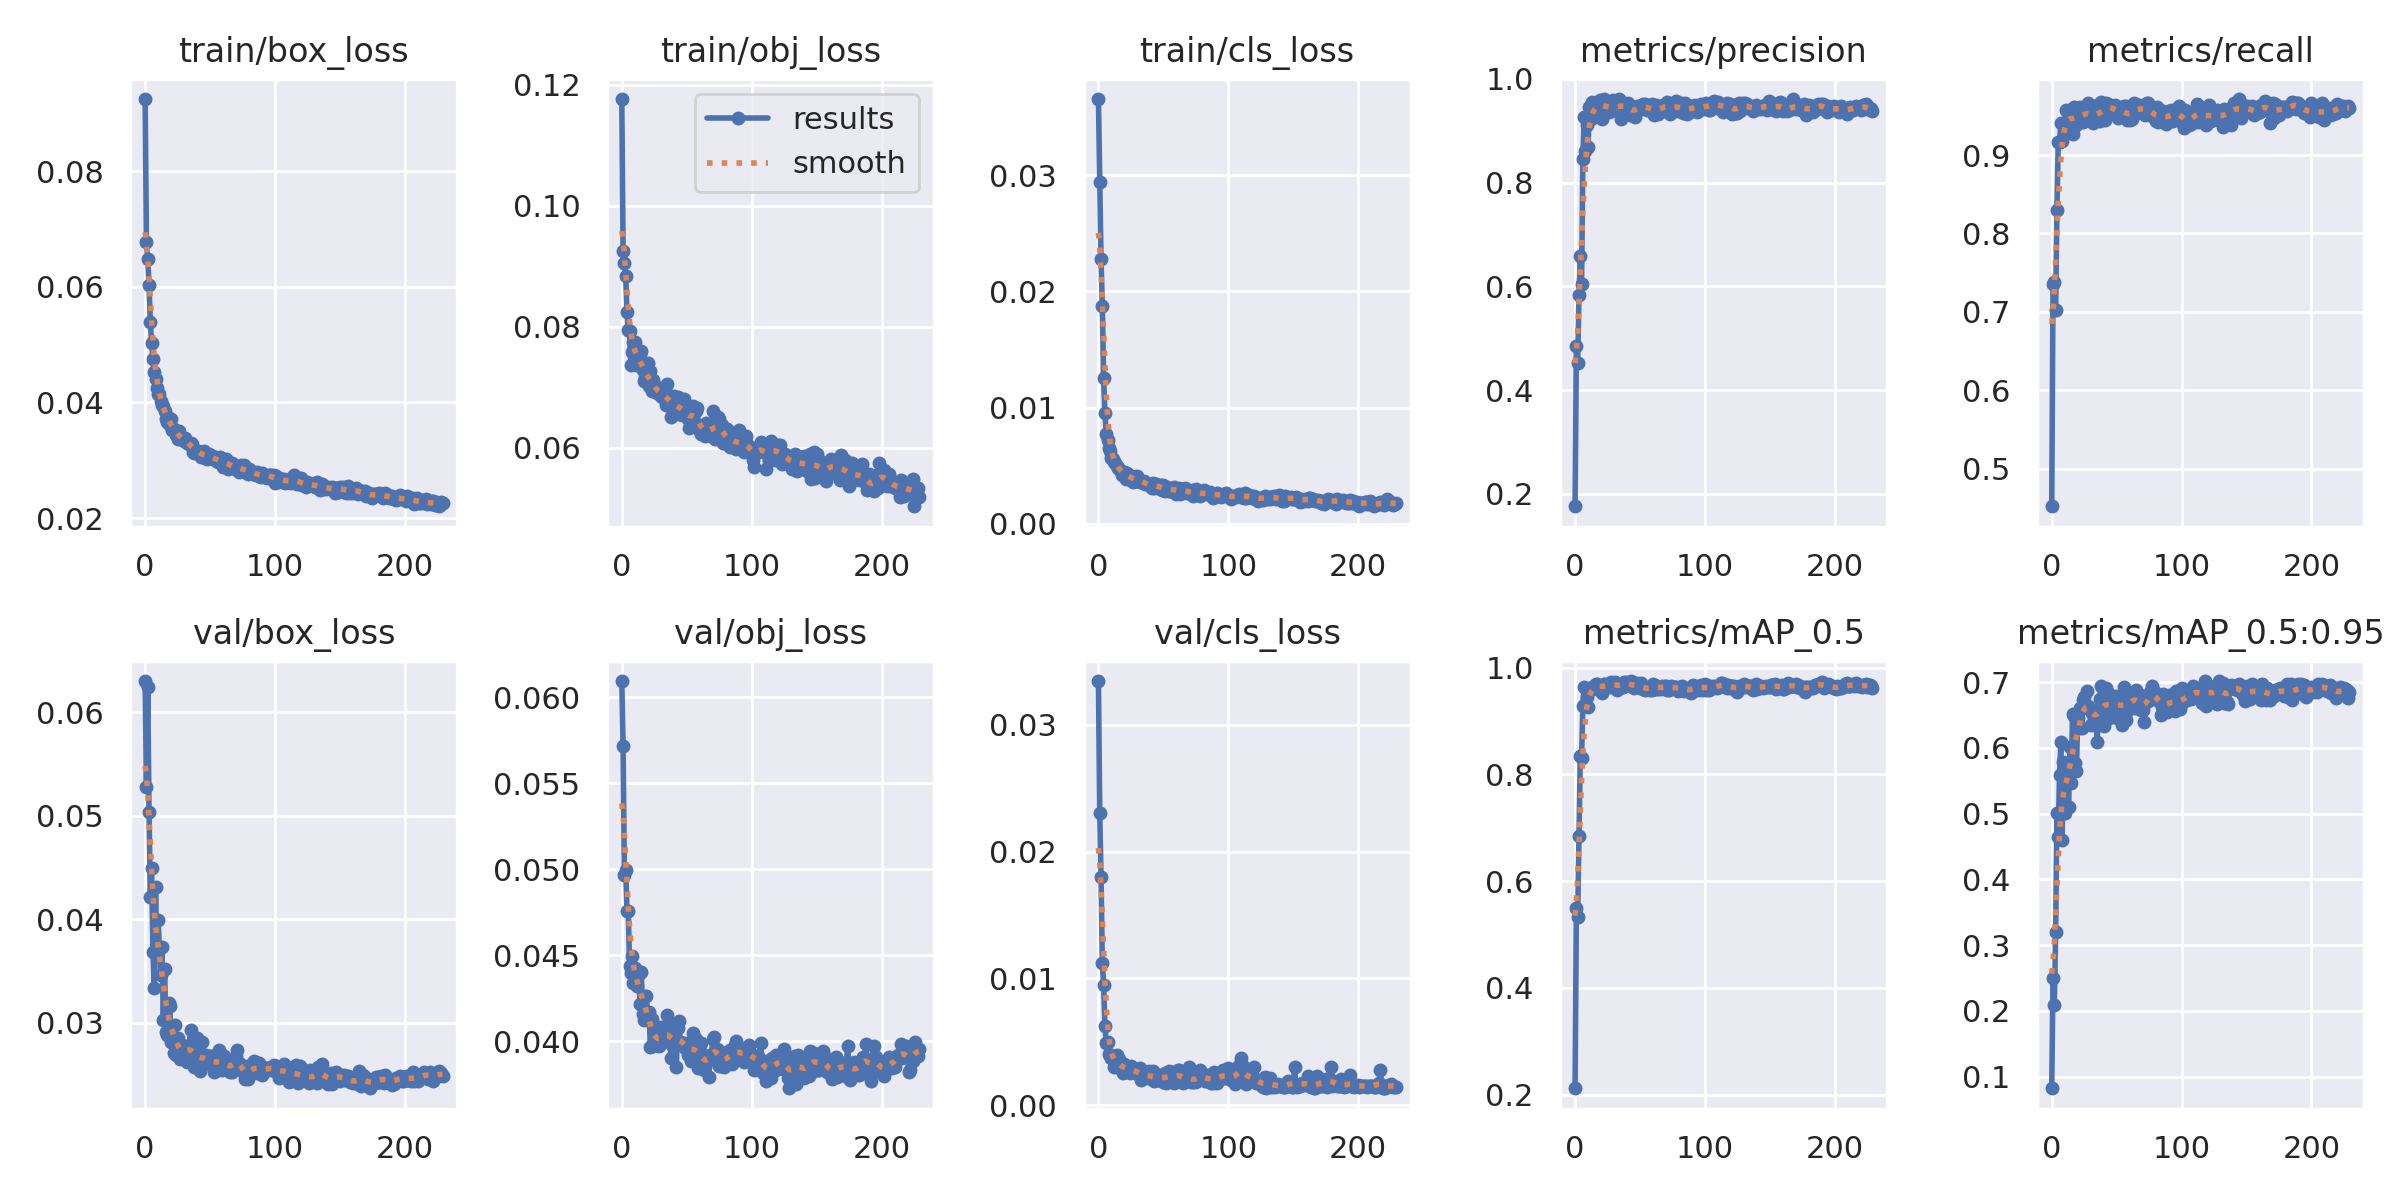 train/box_loss
0.08
0.06
0.04
0.02
0 100 200
train/obj_loss
0.12
0.10
0.08
0.06
results
smooth
0 100 200
train/cls_loss
0.03
0.02
0.01
0.00
0 100 200
metrics/precision
1.0
0.8
0.6
0.4
0.2
0 100 200
metrics/recall
0.9
0.8
0.7
0.6
0.5
0 100 200
val/box_loss
0.06
0.05
0.04
0.03
0 100 200
val/obj_loss
0.060
0.055
0.050
0.045
0.040
0 100 200
val/cls_loss
0.03
0.02
0.01
0.00
0 100 200
metrics/mAP_0.5
1.0
0.8
0.6
0.4
0.2
0 100 200
metrics/mAP_0.5:0.95
0.7
0.6
0.5
0.4
0.3
0.2
0.1
0 100 200